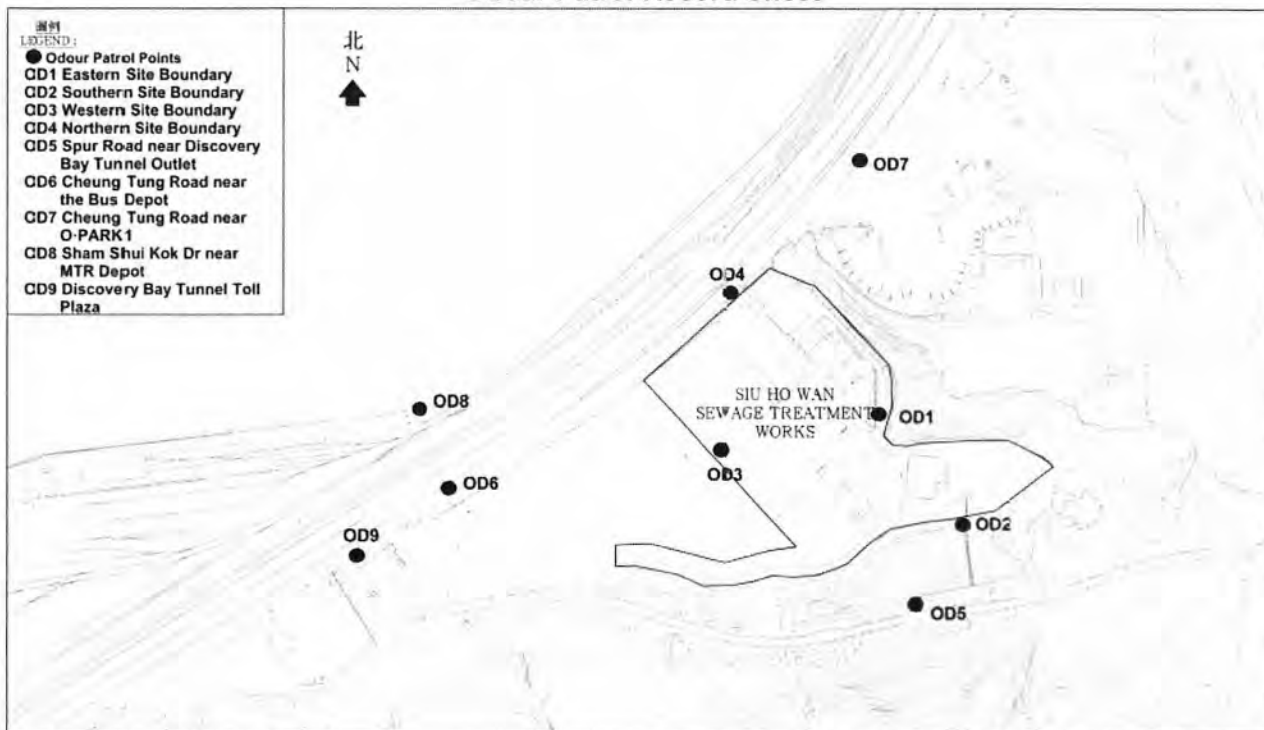 圖例
LEGEND:
Odour Patrol Points
OD1 Eastern Site Boundary
OD2 Southern Site Boundary
OD3 Western Site Boundary
OD4 Northern Site Boundary
OD5 Spur Road near Discovery
Bay Tunnel Outlet
OD6 Cheung Tung Road near
the Bus Depot
OD7 Cheung Tung Road near
O·PARK1
OD8 Sham Shui Kok Dr near
MTR Depot
OD9 Discovery Bay Tunnel Toll
Plaza
北
N
OD7
OD4
OD8
SIU HO WAN
SEWAGE TREATMENT
WORKS
OD1
OD3
OD6
OD2
OD9
OD5